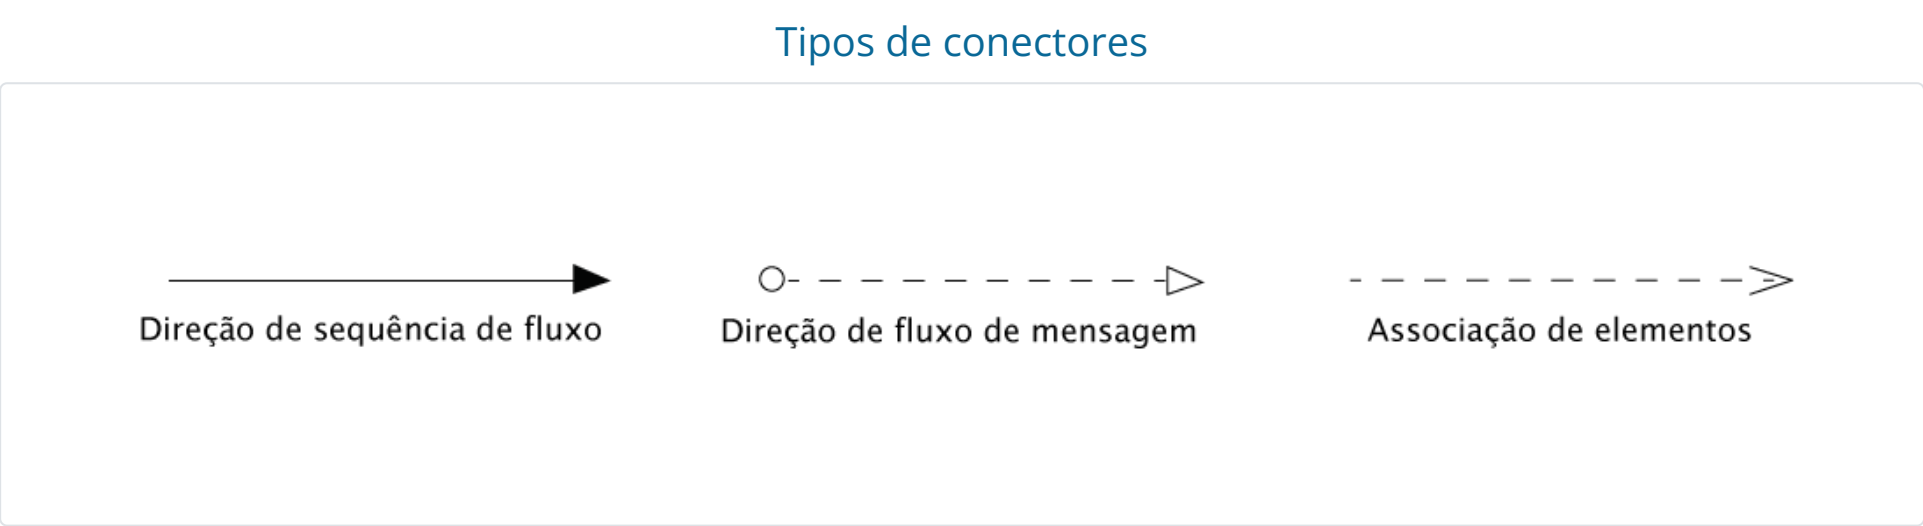 Tipos de conectores
Direção de sequência de fluxo
Direção de fluxo de mensagem
Associação de elementos